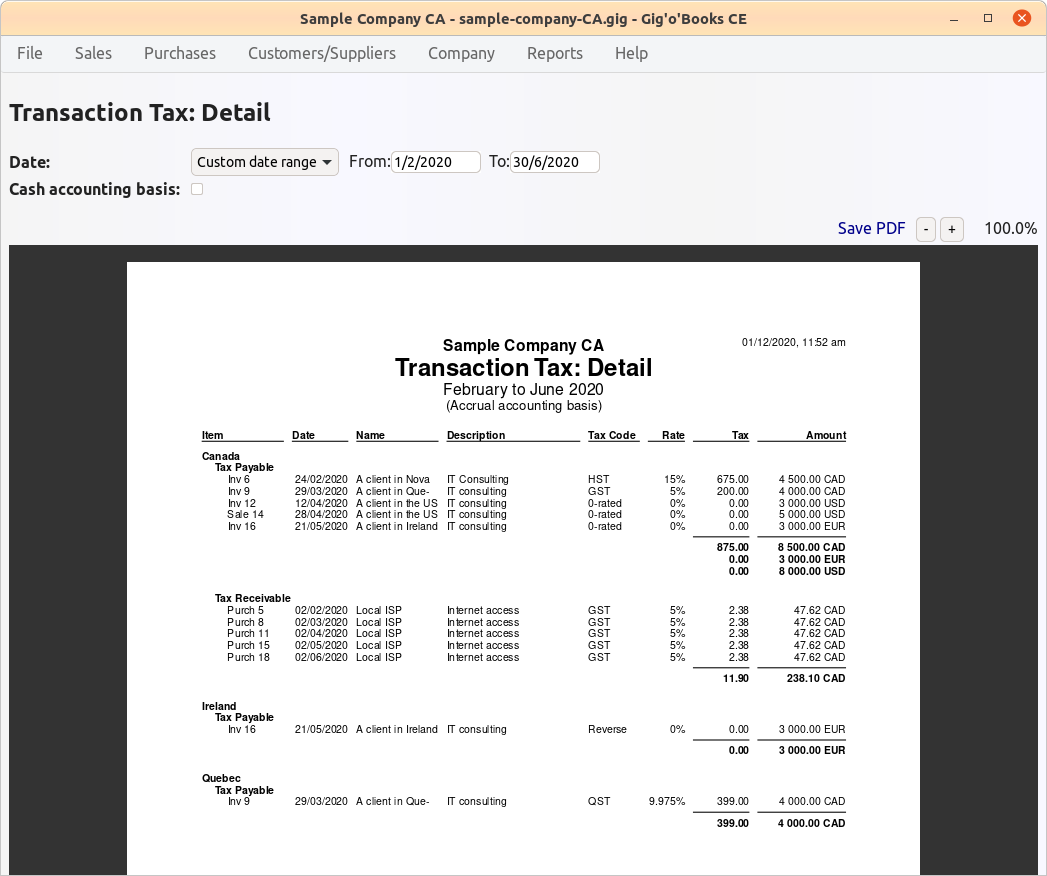 Sample Company CA - sample-company-CA.gig - Gig'o'Books CE
File Sales Purchases Customers/Suppliers Company Reports Help
Transaction Tax: Detail
Date: Custom date range From: 1/2/2020 To: 30/6/2020
Cash accounting basis:
Save PDF - + 100.0%
Sample Company CA 01/12/2020, 11:52 am
Transaction Tax: Detail
February to June 2020
(Accrual accounting basis)
Item Date Name Description Tax Code Rate Tax Amount
Canada
Tax Payable
Inv 6 24/02/2020 A client in Nova IT Consulting HST 15% 675.00 4 500.00 CAD
Inv 9 29/03/2020 A client in Que- IT consulting GST 5% 200.00 4 000.00 CAD
Inv 12 12/04/2020 A client in the US IT consulting 0-rated 0% 0.00 3 000.00 USD
Sale 14 28/04/2020 A client in the US IT consulting 0-rated 0% 0.00 5 000.00 USD
Inv 16 21/05/2020 A client in Ireland IT consulting 0-rated 0% 0.00 3 000.00 EUR
875.00 8 500.00 CAD
0.00 3 000.00 EUR
0.00 8 000.00 USD
Tax Receivable
Purch 5 02/02/2020 Local ISP Internet access GST 5% 2.38 47.62 CAD
Purch 8 02/03/2020 Local ISP Internet access GST 5% 2.38 47.62 CAD
Purch 11 02/04/2020 Local ISP Internet access GST 5% 2.38 47.62 CAD
Purch 15 02/05/2020 Local ISP Internet access GST 5% 2.38 47.62 CAD
Purch 18 02/06/2020 Local ISP Internet access GST 5% 2.38 47.62 CAD
11.90 238.10 CAD
Ireland
Tax Payable
Inv 16 21/05/2020 A client in Ireland IT consulting Reverse 0% 0.00 3 000.00 EUR
0.00 3 000.00 EUR
Quebec
Tax Payable
Inv 9 29/03/2020 A client in Que- IT consulting QST 9.975% 399.00 4 000.00 CAD
399.00 4 000.00 CAD